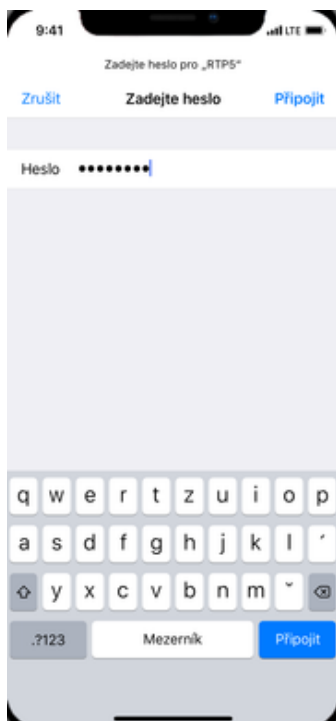 9:41 LTE
Zadejte heslo pro „RTP5“
Zrušit Zadejte heslo Připojit
Heslo ••••••••
q w e r t z u i o p
a s d f g h j k l ´
y x c v b n m ˇ
.?123 Mezerník Připojit